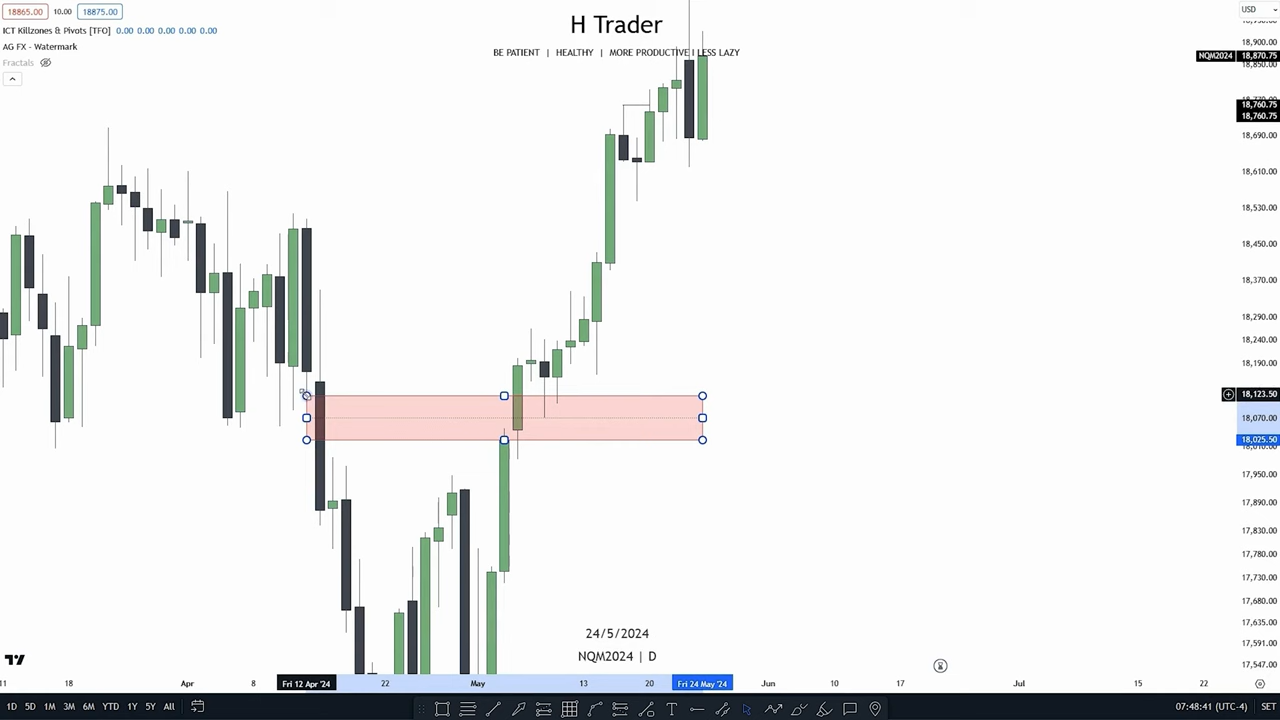 18865.00 10.00 18875.00
H Trader
USD
ICT Killzones & Pivots [TFO] 0.00 0.00 0.00 0.00 0.00
AG FX - Watermark
BE PATIENT | HEALTHY | MORE PRODUCTIVE I LESS LAZY
Fractals
18,900.00
NQM2024 18,870.75
18,850.00
18,760.75
18,760.75
18,690.00
18,610.00
18,530.00
18,450.00
18,370.00
18,290.00
18,240.00
18,190.00
18,123.50
18,070.00
18,025.50
17,950.00
17,890.00
17,830.00
17,780.00
17,730.00
17,680.00
17,635.00
17,591.00
17,547.00
24/5/2024
NQM2024 | D
11 18 Apr 8 Fri 12 Apr '24 22 May 13 20 Fri 24 May '24 Jun 10 17 Jul 15 22
1D 5D 1M 3M 6M YTD 1Y 5Y All
07:48:41 (UTC-4) SET